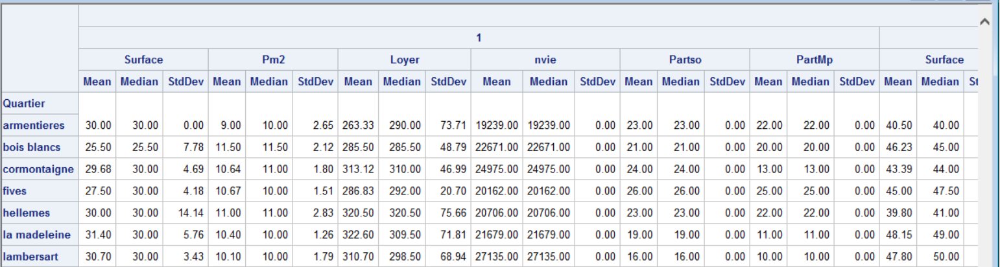 1
Surface Pm2 Loyer nvie Partso PartMp Surface
Mean Median StdDev Mean Median StdDev Mean Median StdDev Mean Median StdDev Mean Median StdDev Mean Median StdDev Mean Median St
Quartier
armentieres 30.00 30.00 0.00 9.00 10.00 2.65 263.33 290.00 73.71 19239.00 19239.00 0.00 23.00 23.00 0.00 22.00 22.00 0.00 40.50 40.00
bois blancs 25.50 25.50 7.78 11.50 11.50 2.12 285.50 285.50 48.79 22671.00 22671.00 0.00 21.00 21.00 0.00 20.00 20.00 0.00 46.23 45.00
cormontaigne 29.68 30.00 4.69 10.64 11.00 1.80 313.12 310.00 46.99 24975.00 24975.00 0.00 24.00 24.00 0.00 13.00 13.00 0.00 43.39 44.00
fives 27.50 30.00 4.18 10.67 10.00 1.51 286.83 292.00 20.70 20162.00 20162.00 0.00 26.00 26.00 0.00 25.00 25.00 0.00 45.00 47.50
hellemes 30.00 30.00 14.14 11.00 11.00 2.83 320.50 320.50 75.66 20706.00 20706.00 0.00 23.00 23.00 0.00 22.00 22.00 0.00 39.80 41.00
la madeleine 31.40 30.00 5.76 10.40 10.00 1.26 322.60 309.50 71.81 21679.00 21679.00 0.00 19.00 19.00 0.00 11.00 11.00 0.00 48.15 49.00
lambersart 30.70 30.00 3.43 10.10 10.00 1.79 310.70 298.50 68.94 27135.00 27135.00 0.00 16.00 16.00 0.00 10.00 10.00 0.00 47.80 50.00